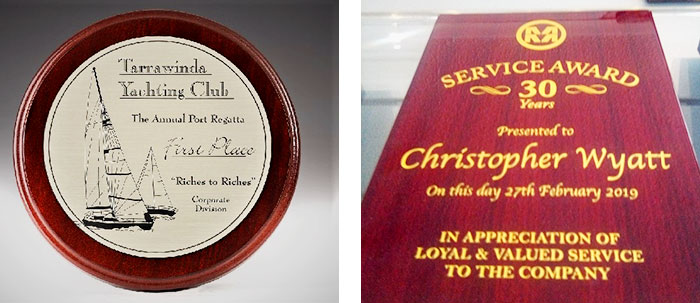 Tarrawinda
Yachting Club
The Annual Port Regatta
First Place
"Riches to Riches"
Corporate
Division
RR
SERVICE AWARD
30
Years
Presented to
Christopher Wyatt
On this day 27th February 2019
IN APPRECIATION OF
LOYAL & VALUED SERVICE
TO THE COMPANY